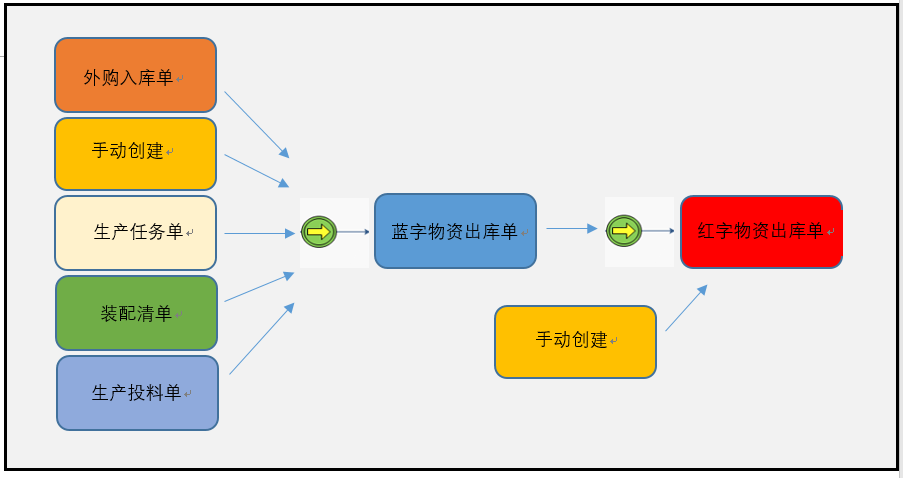 外购入库单
手动创建
生产任务单
装配清单
生产投料单
蓝字物资出库单
红字物资出库单
手动创建